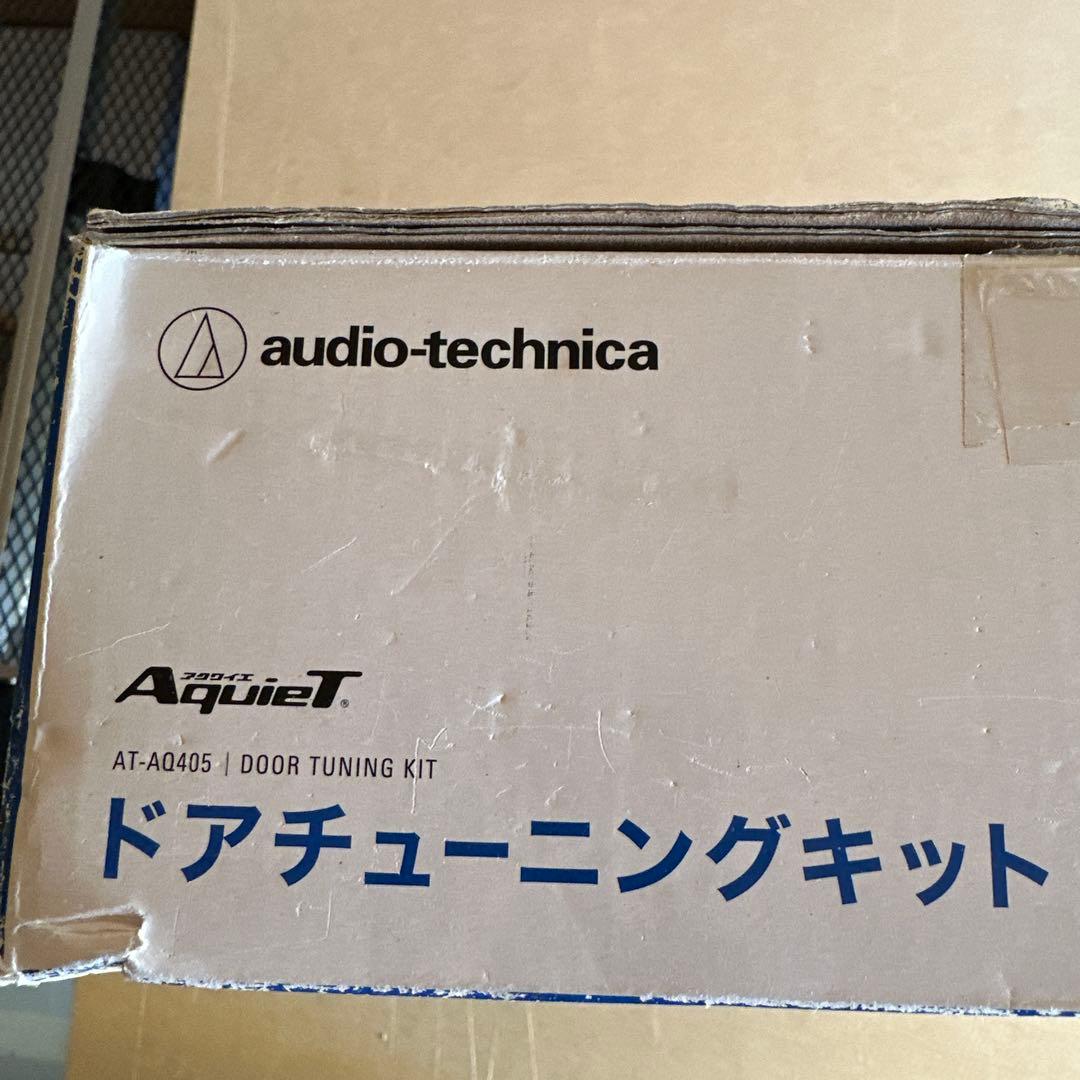 audio-technica
アクワイエ
AquieT®
AT-AQ405 | DOOR TUNING KIT
ドアチューニングキット